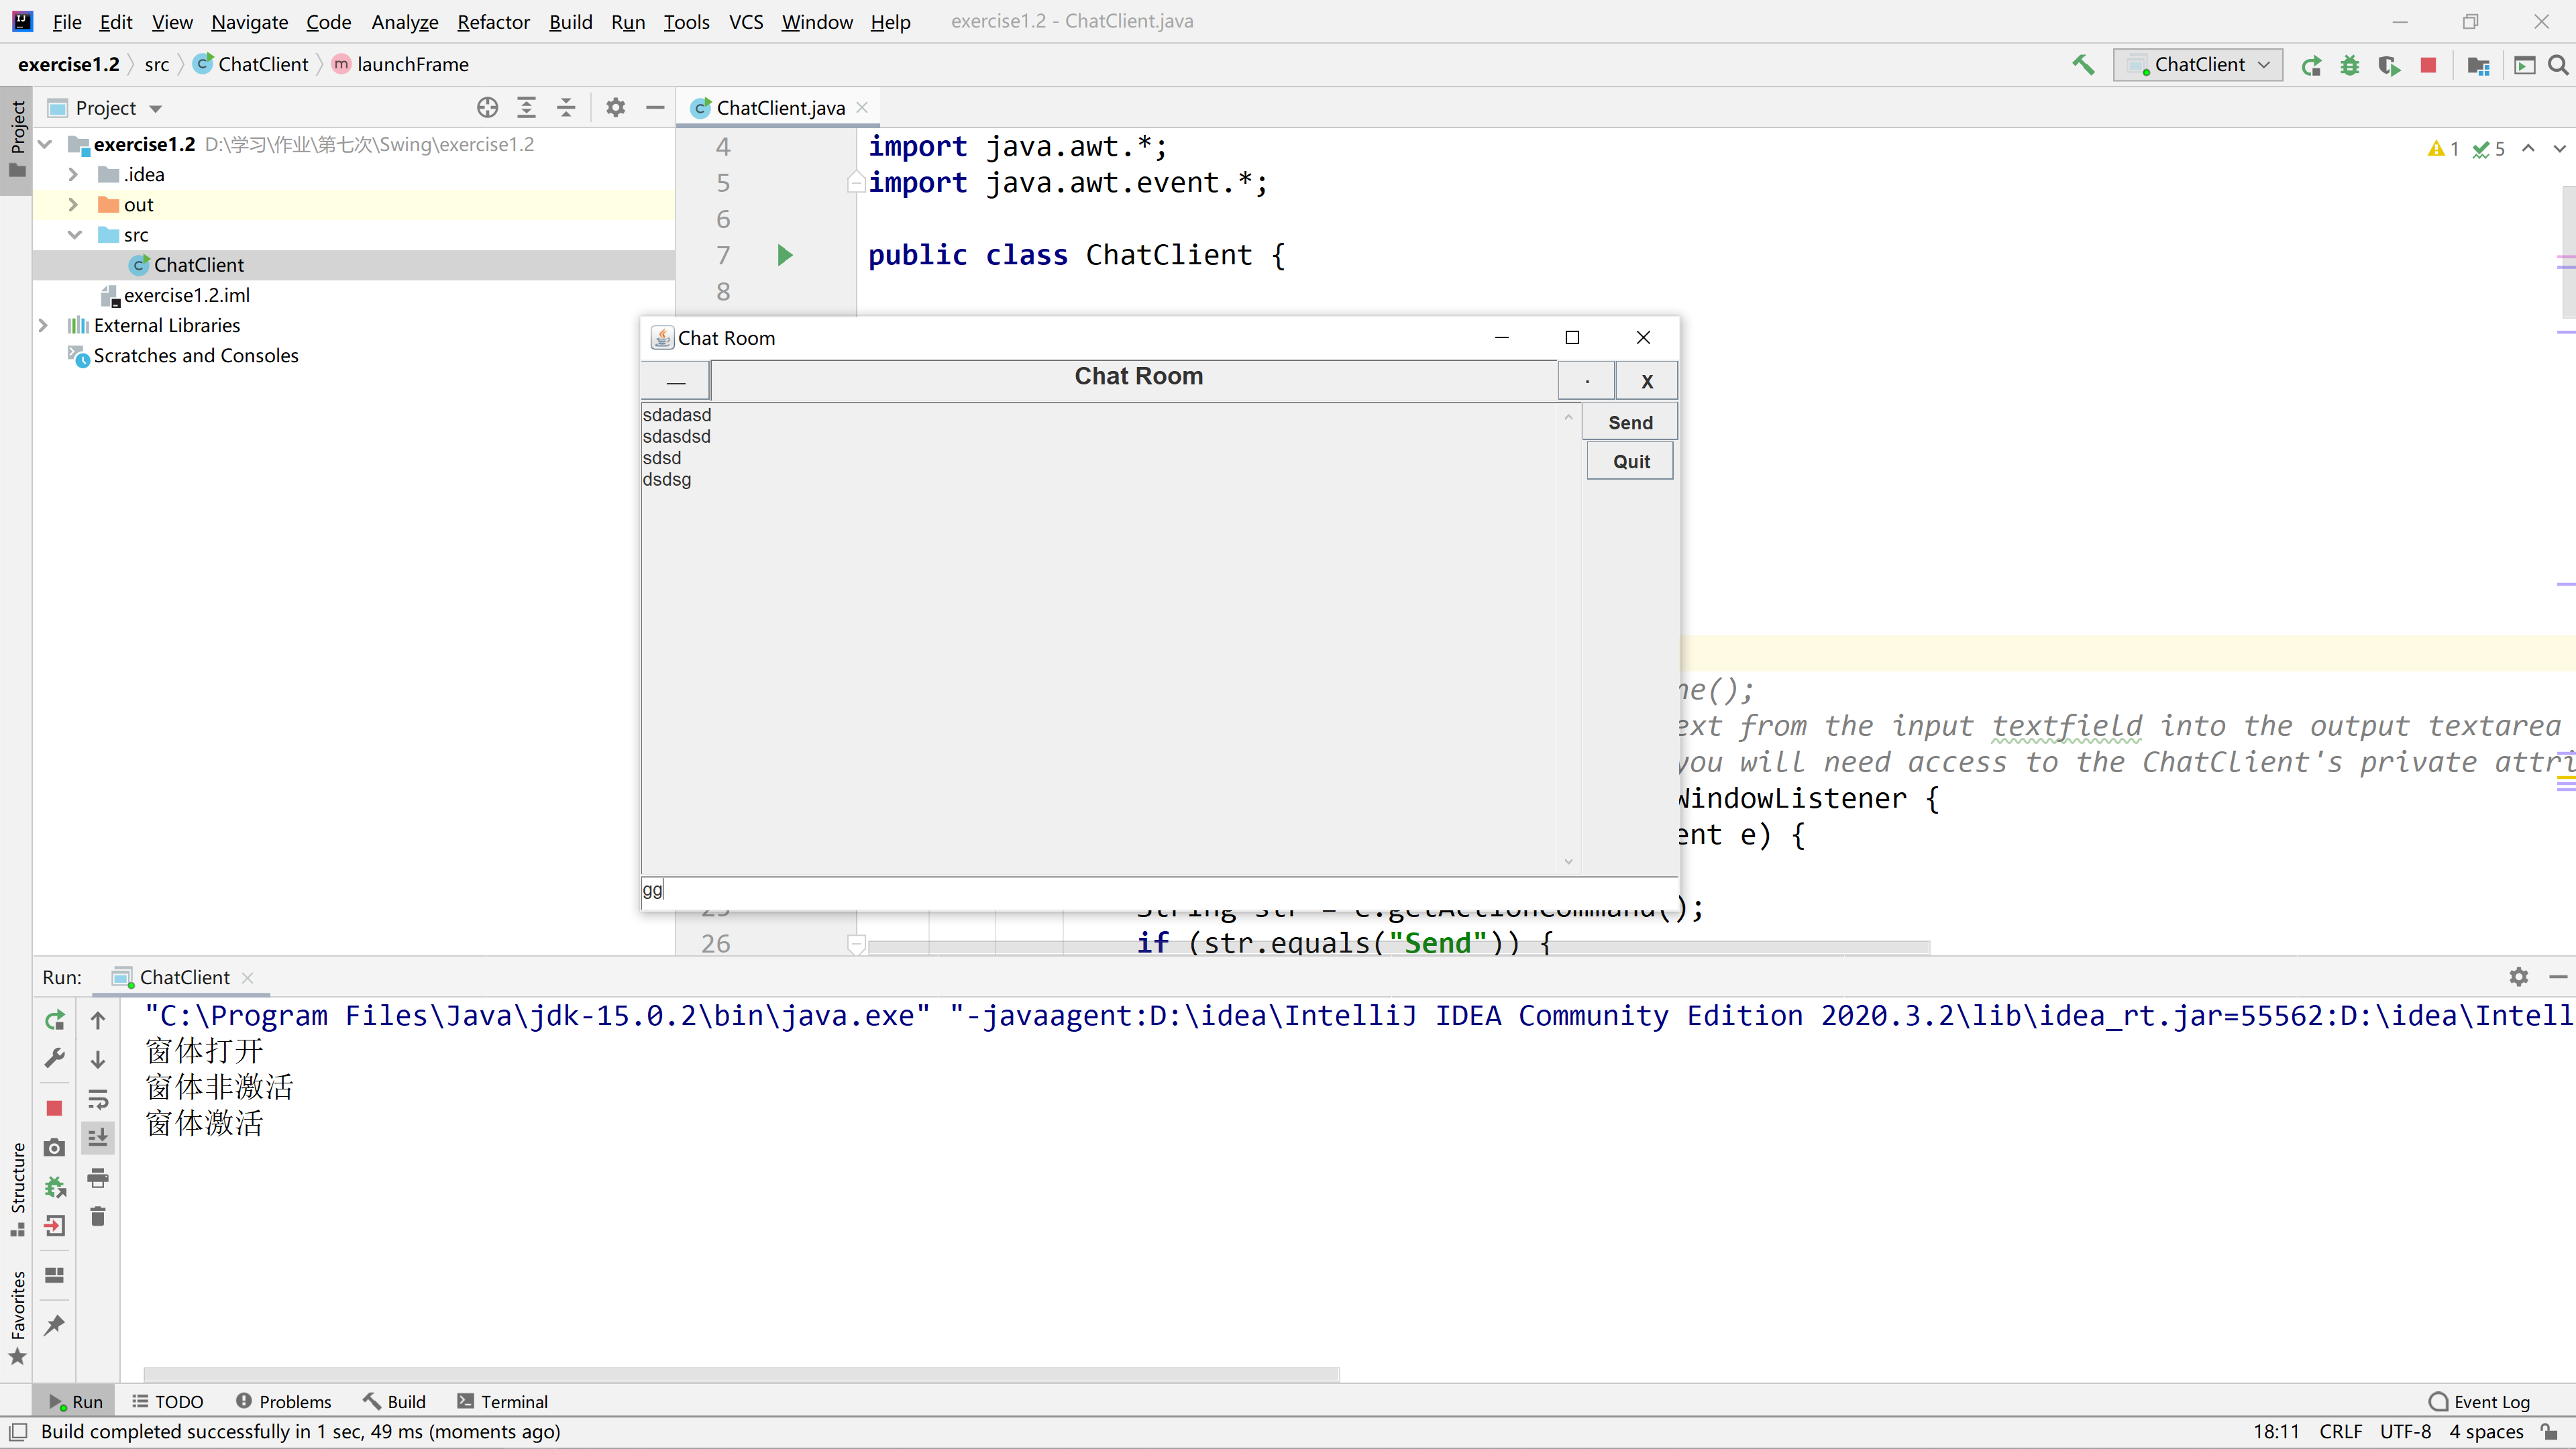 File Edit View Navigate Code Analyze Refactor Build Run Tools VCS Window Help exercise1.2 - ChatClient.java
exercise1.2 src ChatClient m launchFrame ChatClient
Project
Project ChatClient.java
exercise1.2 D:\学习\作业\第七次\Swing\exercise1.2
.idea
out
src
ChatClient
exercise1.2.iml
External Libraries
Scratches and Consoles
4 import java.awt.*;
5 import java.awt.event.*;
6
7 public class ChatClient {
8
1 5
Chat Room
— Chat Room . X
sdadasd
sdasdsd
sdsd
dsdsg
Send
Quit
gg
ne();
ext from the input textfield into the output textarea
you will need access to the ChatClient's private attri
WindowListener {
ent e) {
25 String str = e.getActionCommand();
26 if (str.equals("Send")) {
Run: ChatClient
"C:\Program Files\Java\jdk-15.0.2\bin\java.exe" "-javaagent:D:\idea\IntelliJ IDEA Community Edition 2020.3.2\lib\idea_rt.jar=55562:D:\idea\Intell
窗体打开
窗体非激活
窗体激活
Structure
Favorites
Run TODO Problems Build Terminal Event Log
Build completed successfully in 1 sec, 49 ms (moments ago) 18:11 CRLF UTF-8 4 spaces